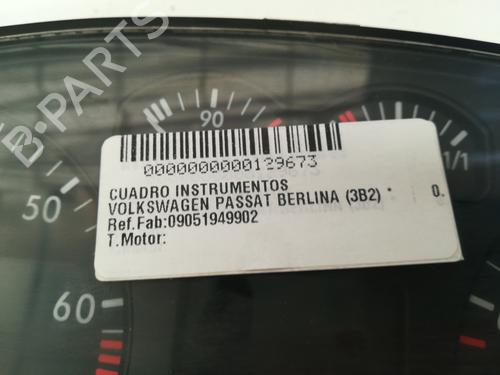 B-PARTS
90
1/1
0000000000129673
CUADRO INSTRUMENTOS
VOLKSWAGEN PASSAT BERLINA (3B2) * 0.
Ref.Fab:09051949902
T.Motor:
50
60